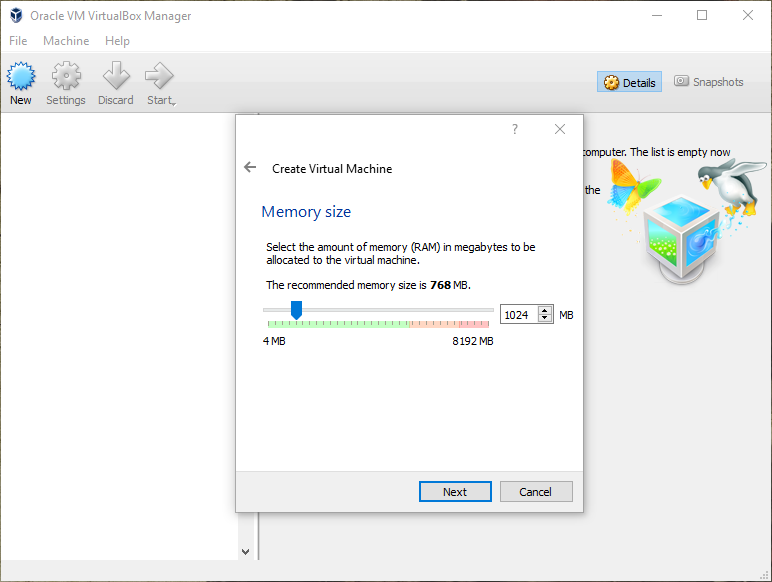 Oracle VM VirtualBox Manager
File Machine Help
New Settings Discard Start
Details Snapshots
computer. The list is empty now
the
?
Create Virtual Machine
Memory size
Select the amount of memory (RAM) in megabytes to be
allocated to the virtual machine.
The recommended memory size is 768 MB.
1024 MB
4 MB 8192 MB
Next Cancel